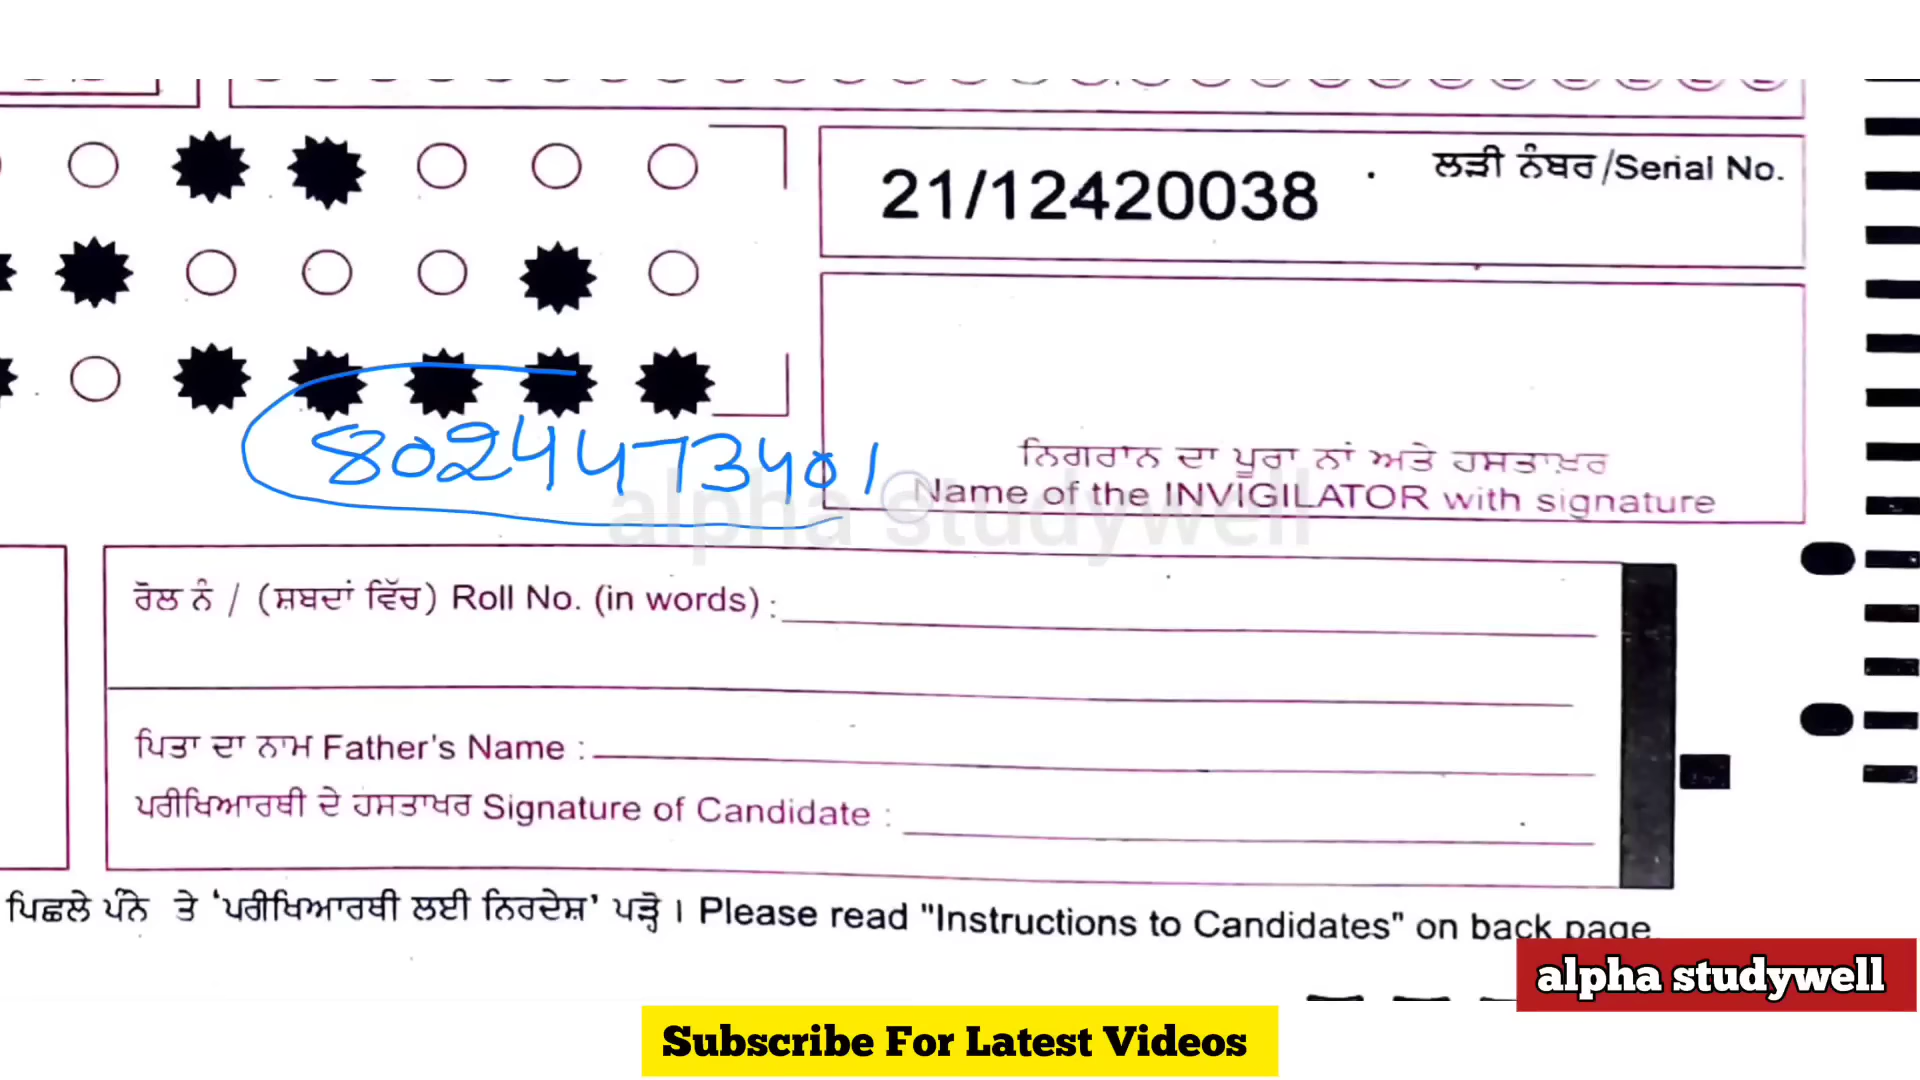 21/12420038
ਲੜੀ ਨੰਬਰ/Serial No.
8024473401
alpha studywell
ਨਿਗਰਾਨ ਦਾ ਪੂਰਾ ਨਾਂ ਅਤੇ ਹਸਤਾਖ਼ਰ
Name of the INVIGILATOR with signature
ਰੋਲ ਨੰ / (ਸ਼ਬਦਾਂ ਵਿੱਚ) Roll No. (in words) :
ਪਿਤਾ ਦਾ ਨਾਮ Father's Name :
ਪਰੀਖਿਆਰਥੀ ਦੇ ਹਸਤਾਖਰ Signature of Candidate :
ਪਿਛਲੇ ਪੰਨੇ ਤੇ ‘ਪਰੀਖਿਆਰਥੀ ਲਈ ਨਿਰਦੇਸ਼’ ਪੜ੍ਹੋ । Please read "Instructions to Candidates" on back page.
alpha studywell
Subscribe For Latest Videos